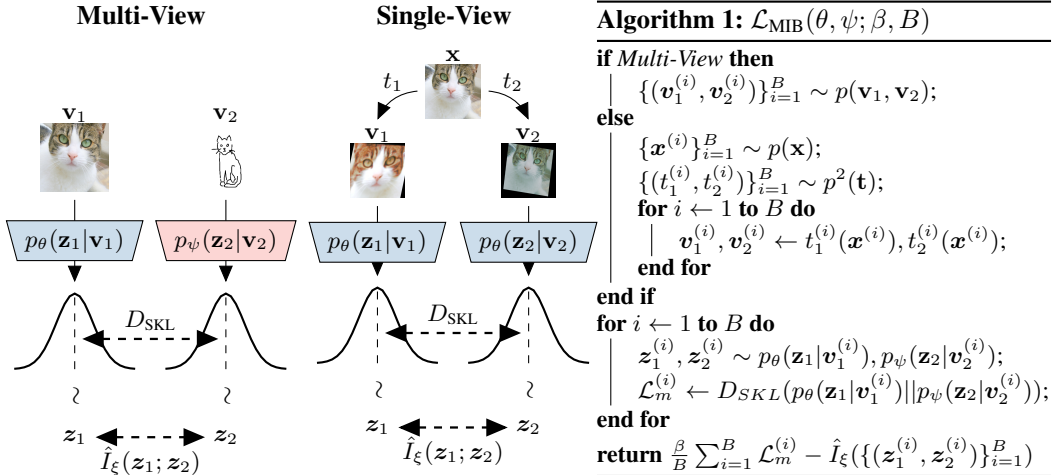 Multi-View
v₁
v₂
p_θ(z₁|v₁)
p_ψ(z₂|v₂)
D_SKL
~
~
z₁
z₂
Î_ξ(z₁; z₂)
Single-View
x
t₁
t₂
v₁
v₂
p_θ(z₁|v₁)
p_θ(z₂|v₂)
D_SKL
~
~
z₁
z₂
Î_ξ(z₁; z₂)
Algorithm 1: ℒ_MIB(θ, ψ; β, B)
if Multi-View then
{(v₁^(i), v₂^(i))}_{i=1}^B ∼ p(v₁, v₂);
else
{x^(i)}_{i=1}^B ∼ p(x);
{(t₁^(i), t₂^(i))}_{i=1}^B ∼ p²(t);
for i ← 1 to B do
v₁^(i), v₂^(i) ← t₁^(i)(x^(i)), t₂^(i)(x^(i));
end for
end if
for i ← 1 to B do
z₁^(i), z₂^(i) ∼ p_θ(z₁|v₁^(i)), p_ψ(z₂|v₂^(i));
ℒ_m^(i) ← D_SKL(p_θ(z₁|v₁^(i))||p_ψ(z₂|v₂^(i)));
end for
return β/B ∑_{i=1}^B ℒ_m^(i) − Î_ξ({(z₁^(i), z₂^(i))}_{i=1}^B)